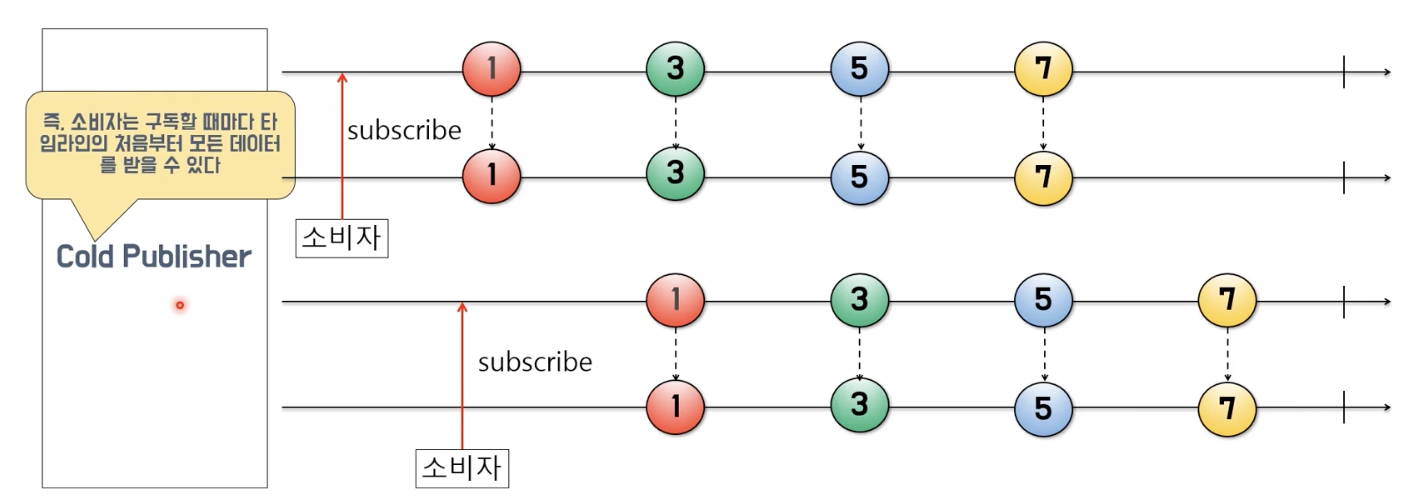 즉, 소비자는 구독할 때마다 타
임라인의 처음부터 모든 데이터
를 받을 수 있다
Cold Publisher
1 3 5 7
subscribe
1 3 5 7
소비자
1 3 5 7
subscribe
1 3 5 7
소비자